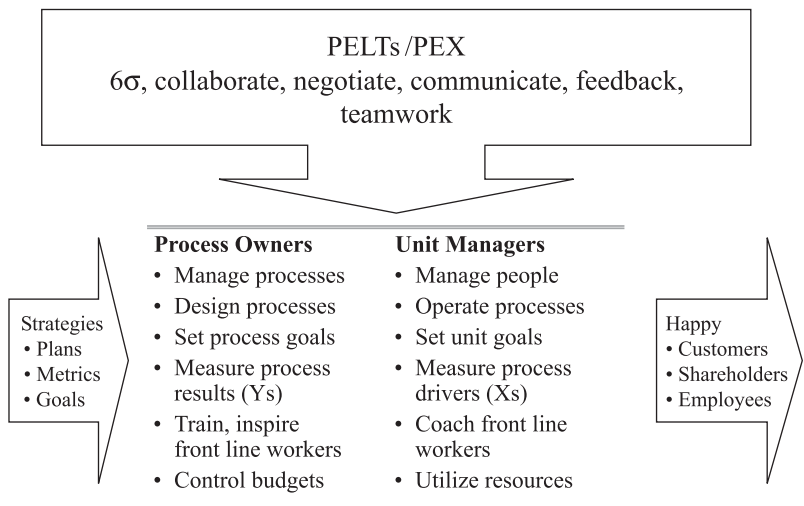 PELTs /PEX
6σ, collaborate, negotiate, communicate, feedback,
teamwork
Strategies
• Plans
• Metrics
• Goals
Process Owners
• Manage processes
• Design processes
• Set process goals
• Measure process
results (Ys)
• Train, inspire
front line workers
• Control budgets
Unit Managers
• Manage people
• Operate processes
• Set unit goals
• Measure process
drivers (Xs)
• Coach front line
workers
• Utilize resources
Happy
• Customers
• Shareholders
• Employees